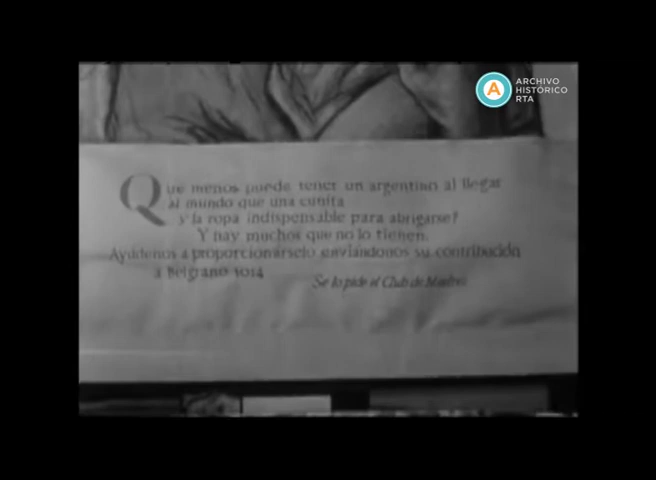 ARCHIVO
HISTÓRICO
RTA
Que menos puede tener un argentino al llegar
al mundo que una cunita
y la ropa indispensable para abrigarse?
Y hay muchos que no lo tienen.
Ayúdenos a proporcionárselo enviándonos su contribución
a Belgrano 1014
Se lo pide el Club de Madres